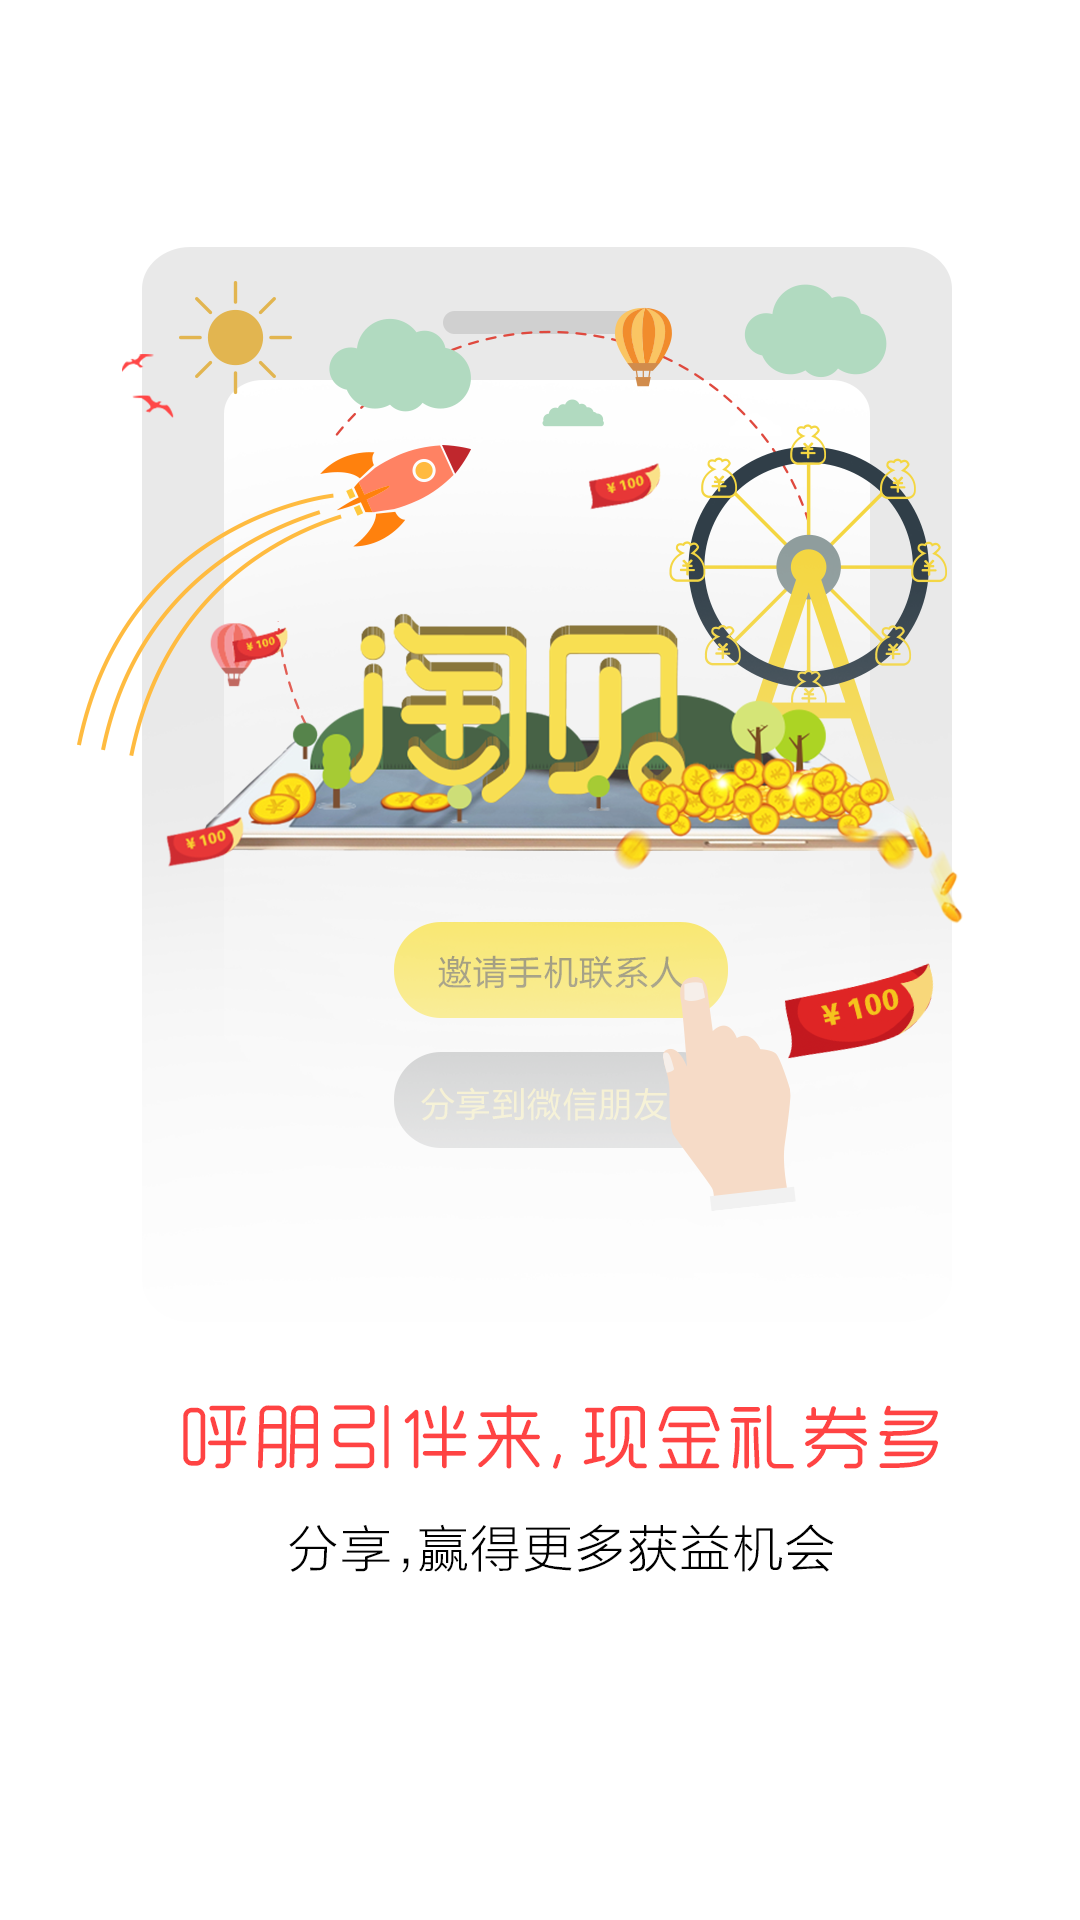 ¥ 100
¥ 100
淘贝
¥ 100
邀请手机联系人
¥ 100
分享到微信朋友
呼朋引伴来,现金礼券多
分享,赢得更多获益机会